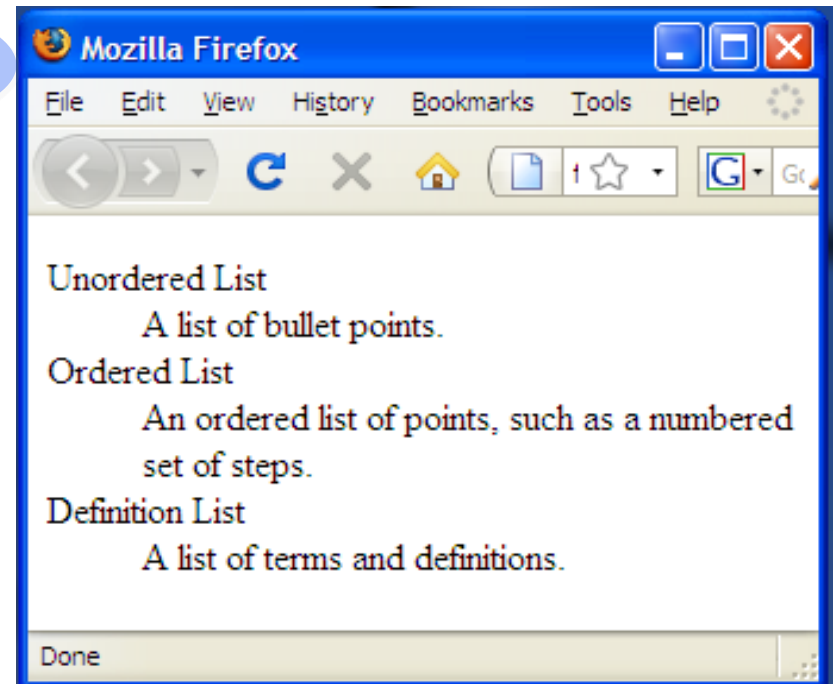 Mozilla Firefox
File Edit View History Bookmarks Tools Help
G
Unordered List
A list of bullet points.
Ordered List
An ordered list of points, such as a numbered
set of steps.
Definition List
A list of terms and definitions.
Done